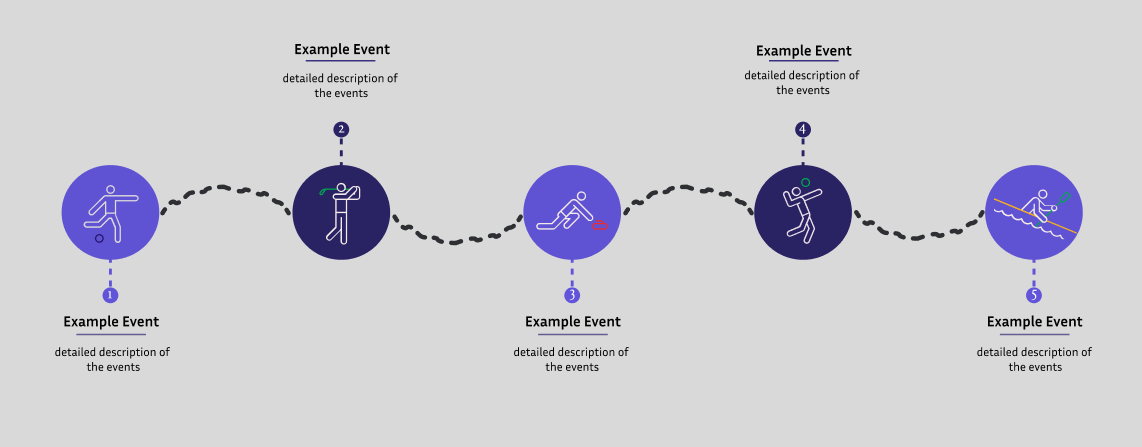 1
Example Event
detailed description of
the events
Example Event
detailed description of
the events
2
3
Example Event
detailed description of
the events
Example Event
detailed description of
the events
4
5
Example Event
detailed description of
the events